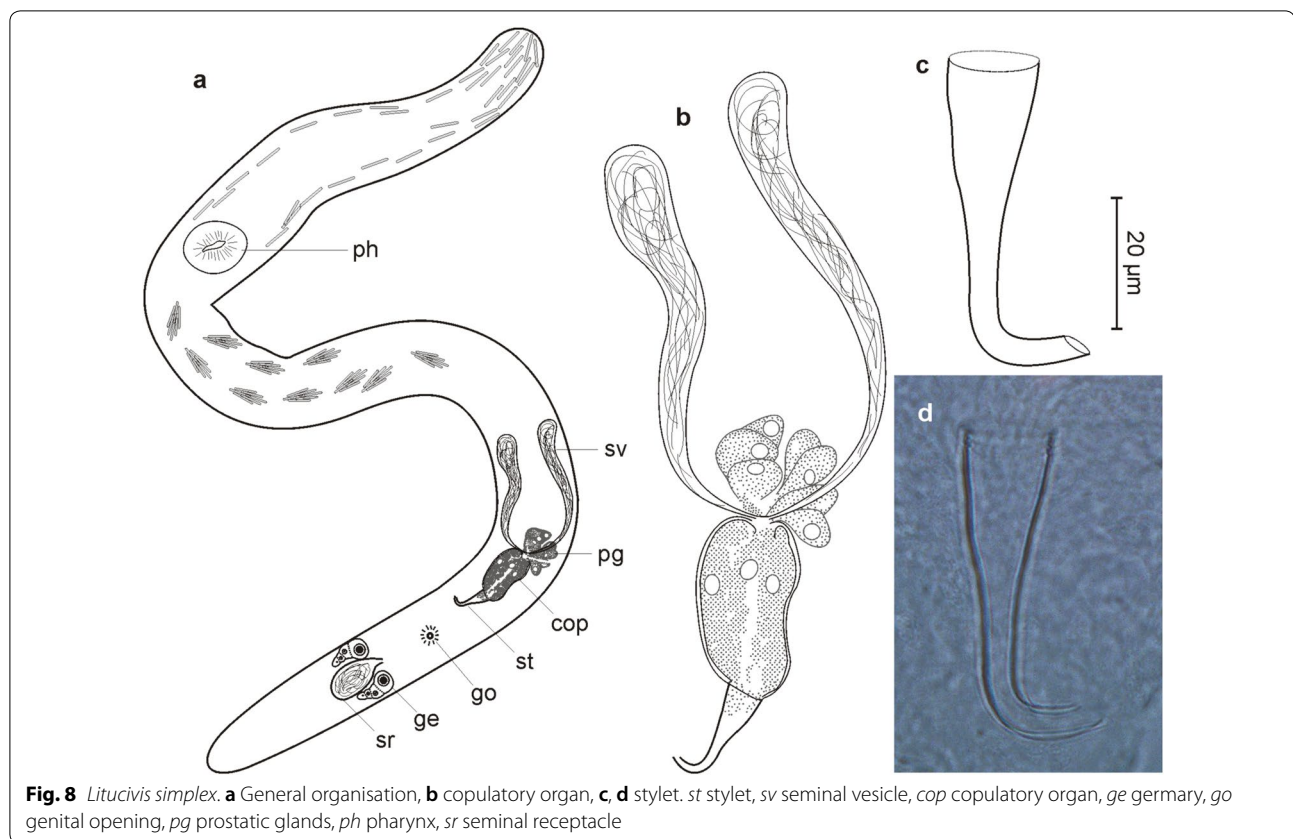 a
b
c
20 µm
d
ph
sv
pg
cop
st
go
ge
sr
Fig. 8 Litucivis simplex. a General organisation, b copulatory organ, c, d stylet. st stylet, sv seminal vesicle, cop copulatory organ, ge germary, go
genital opening, pg prostatic glands, ph pharynx, sr seminal receptacle